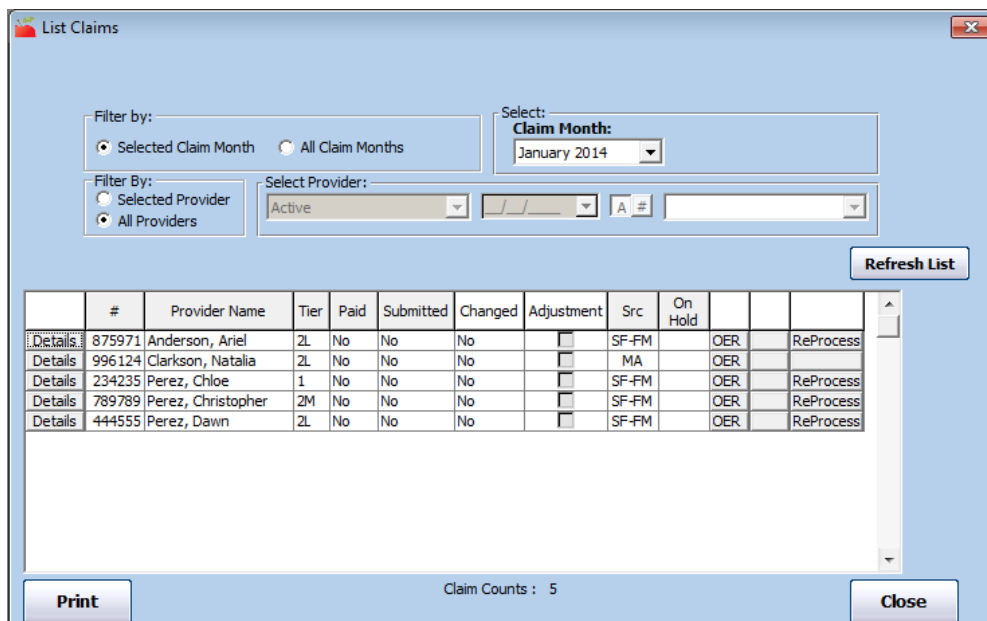 List Claims
Filter by:
Selected Claim Month All Claim Months
Select:
Claim Month:
January 2014
Filter By:
Selected Provider
All Providers
Select Provider:
Active __/__/____ A #
Refresh List
# Provider Name Tier Paid Submitted Changed Adjustment Src On Hold
Details 875971 Anderson, Ariel 2L No No No SF-FM OER ReProcess
Details 996124 Clarkson, Natalia 2L No No No MA OER
Details 234235 Perez, Chloe 1 No No No SF-FM OER ReProcess
Details 789789 Perez, Christopher 2M No No No SF-FM OER ReProcess
Details 444555 Perez, Dawn 2L No No No SF-FM OER ReProcess
Print Claim Counts : 5 Close